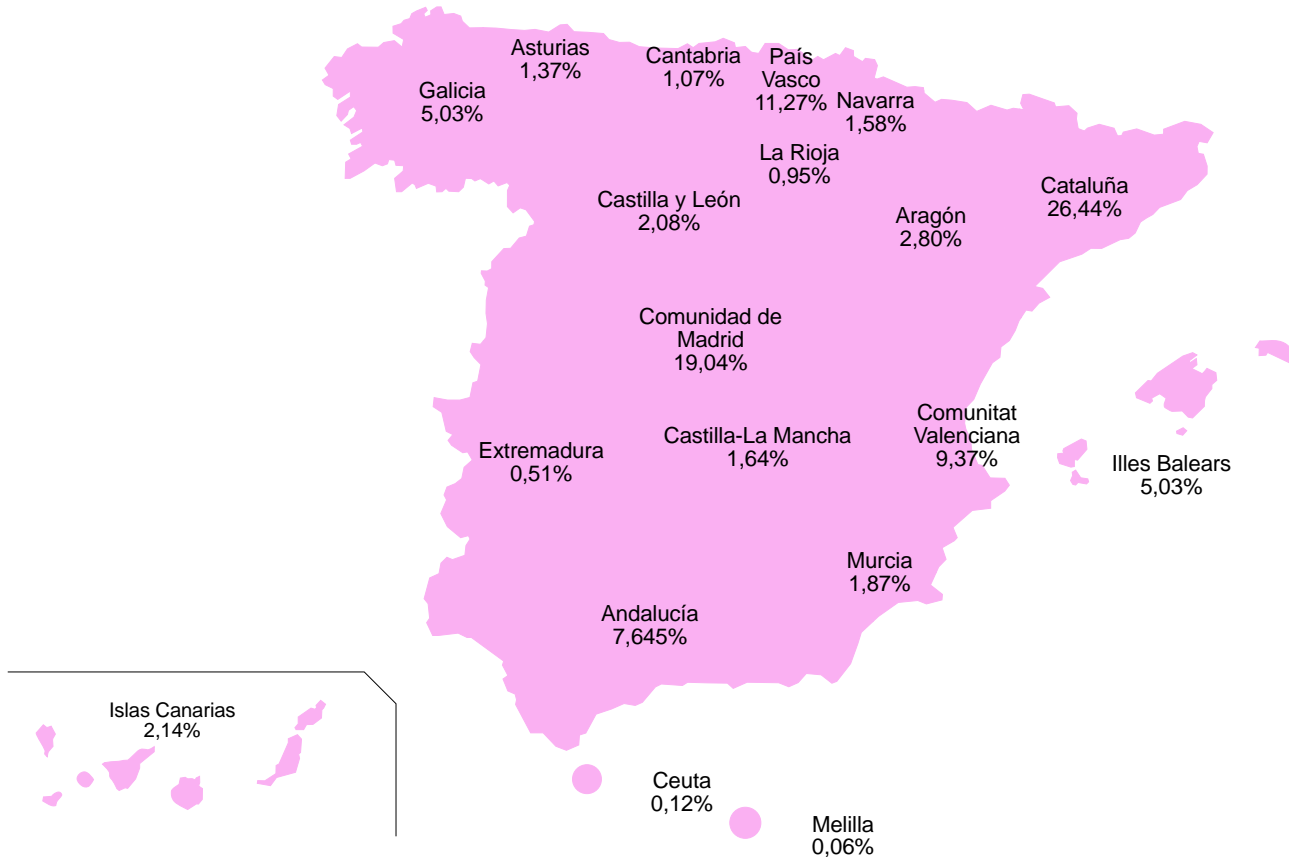 Asturias
1,37%
Cantabria
1,07%
País
Vasco
11,27%
Galicia
5,03%
Navarra
1,58%
La Rioja
0,95%
Castilla y León
2,08%
Aragón
2,80%
Cataluña
26,44%
Comunidad de
Madrid
19,04%
Extremadura
0,51%
Castilla-La Mancha
1,64%
Comunitat
Valenciana
9,37%
Illes Balears
5,03%
Murcia
1,87%
Andalucía
7,645%
Islas Canarias
2,14%
Ceuta
0,12%
Melilla
0,06%